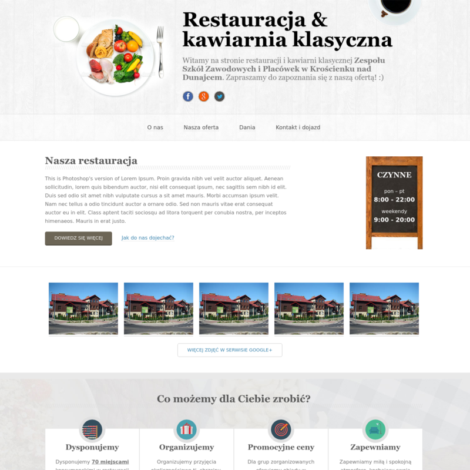 Restauracja &
kawiarnia klasyczna
Witamy na stronie restauracji i kawiarni klasycznej Zespołu
Szkół Zawodowych i Placówek w Krościenku nad
Dunajcem. Zapraszamy do zapoznania się z naszą ofertą! :)
O nas Nasza oferta Dania Kontakt i dojazd
Nasza restauracja
This is Photoshop's version of Lorem Ipsum. Proin gravida nibh vel velit auctor aliquet. Aenean
sollicitudin, lorem quis bibendum auctor, nisi elit consequat ipsum, nec sagittis sem nibh id elit.
Duis sed odio sit amet nibh vulputate cursus a sit amet mauris. Morbi accumsan ipsum velit.
Nam nec tellus a odio tincidunt auctor a ornare odio. Sed non mauris vitae erat consequat
auctor eu in elit. Class aptent taciti sociosqu ad litora torquent per conubia nostra, per inceptos
himenaeos. Mauris in erat justo.
DOWIEDZ SIĘ WIĘCEJ Jak do nas dojechać?
CZYNNE
pon - pt
8:00 - 22:00
weekendy
9:00 - 20:00
WIĘCEJ ZDJĘĆ W SERWISIE GOOGLE+
Co możemy dla Ciebie zrobić?
Dysponujemy
Dysponujemy 70 miejscami
Organizujemy
Organizujemy przyjęcia
Promocyjne ceny
Dla grup zorganizowanych
Zapewniamy
Zapewniamy miłą i spokojną